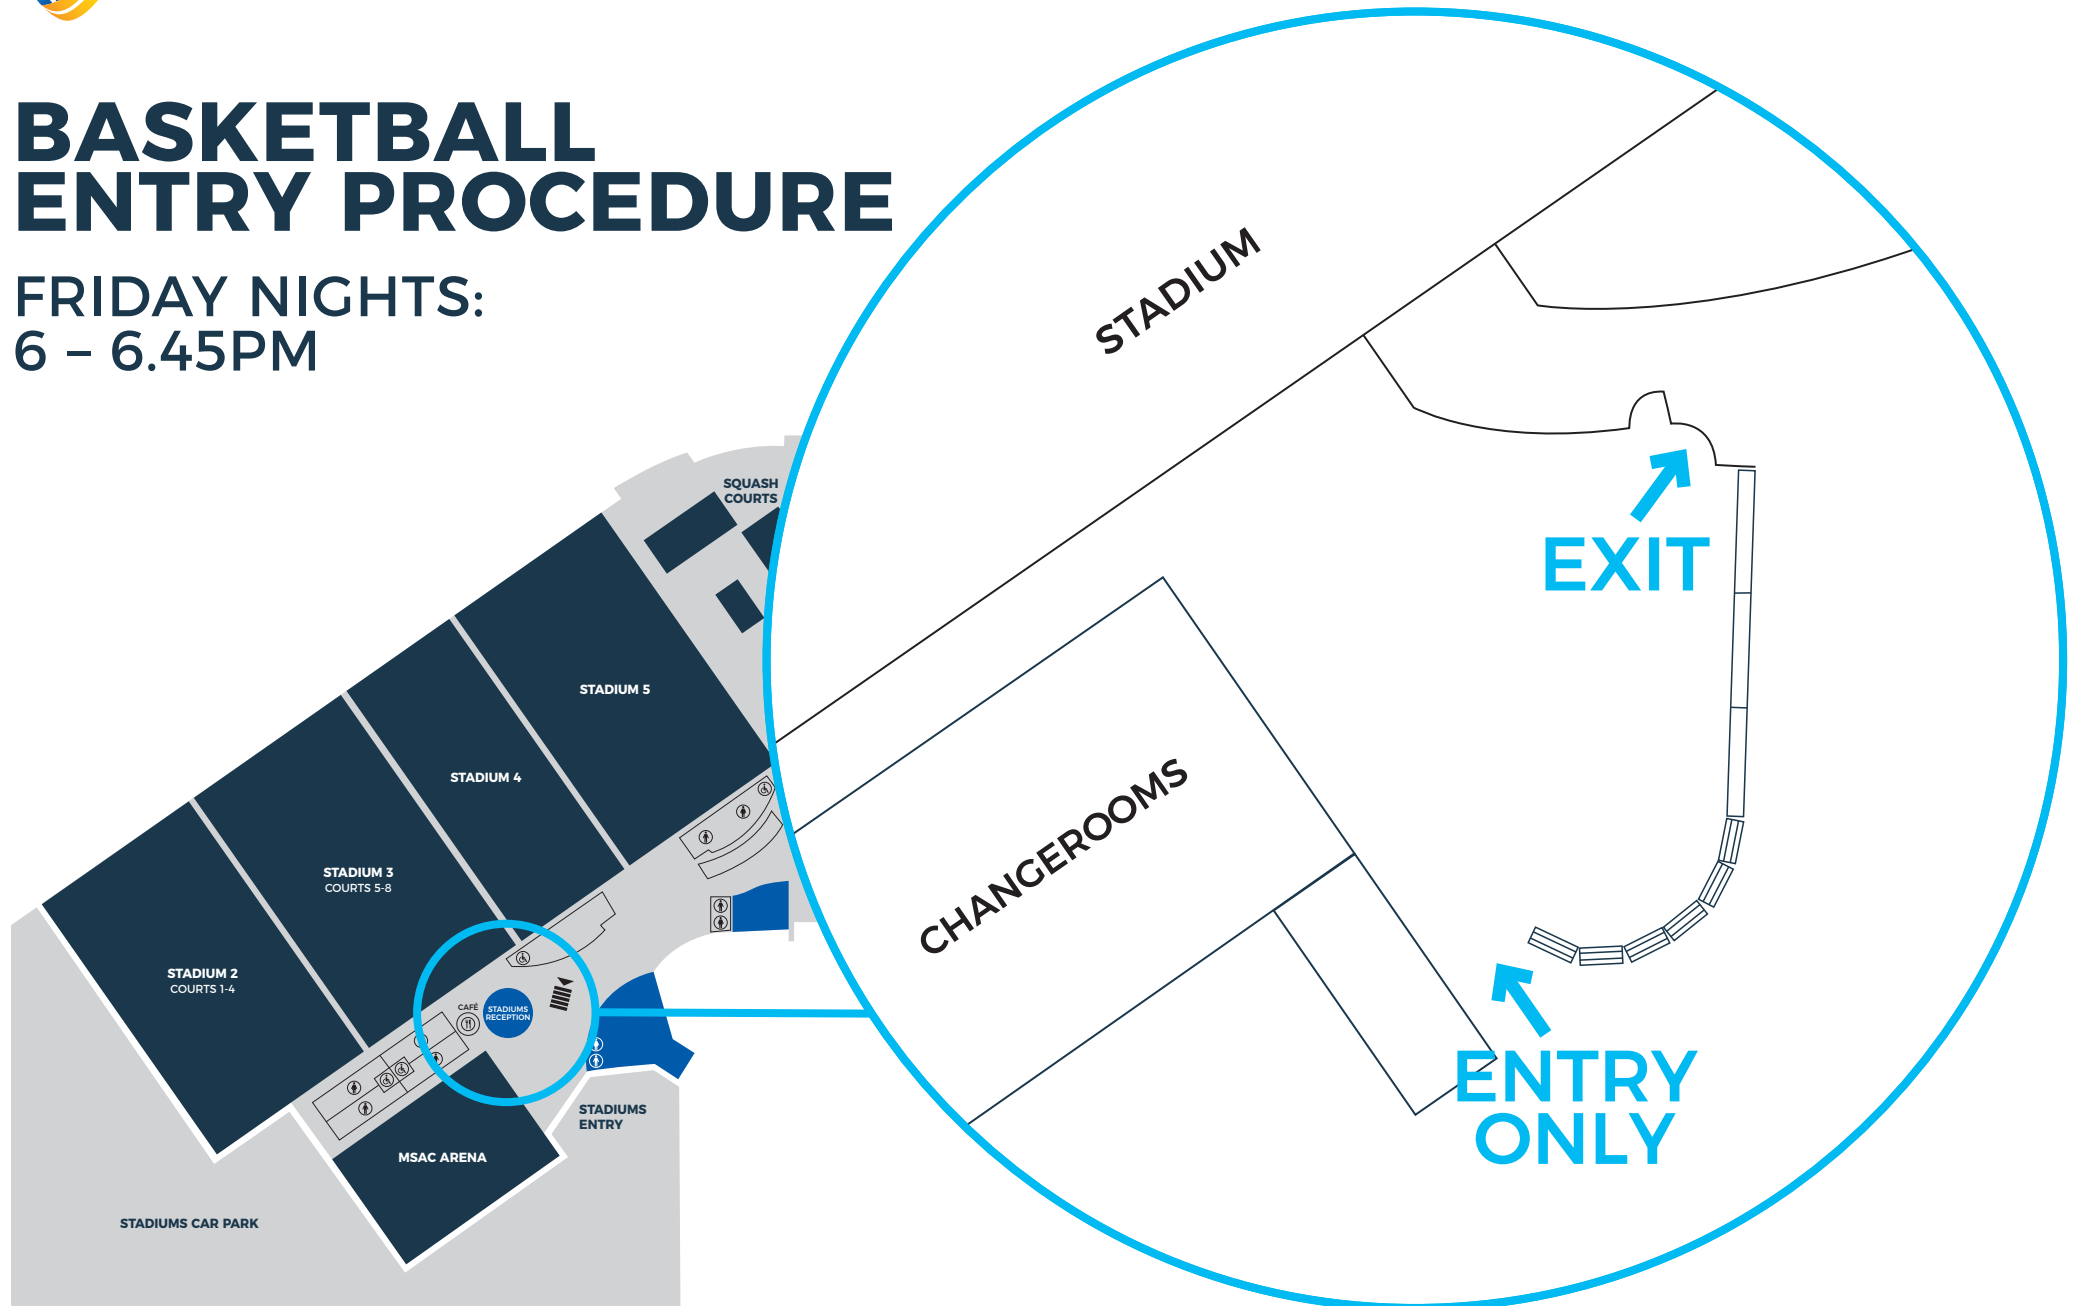 BASKETBALL
ENTRY PROCEDURE
FRIDAY NIGHTS:
6 – 6.45PM
STADIUM
EXIT
CHANGEROOMS
ENTRY
ONLY
SQUASH
COURTS
STADIUM 5
STADIUM 4
STADIUM 3
COURTS 5-8
STADIUM 2
COURTS 1-4
CAFÉ
STADIUMS
RECEPTION
STADIUMS
ENTRY
MSAC ARENA
STADIUMS CAR PARK